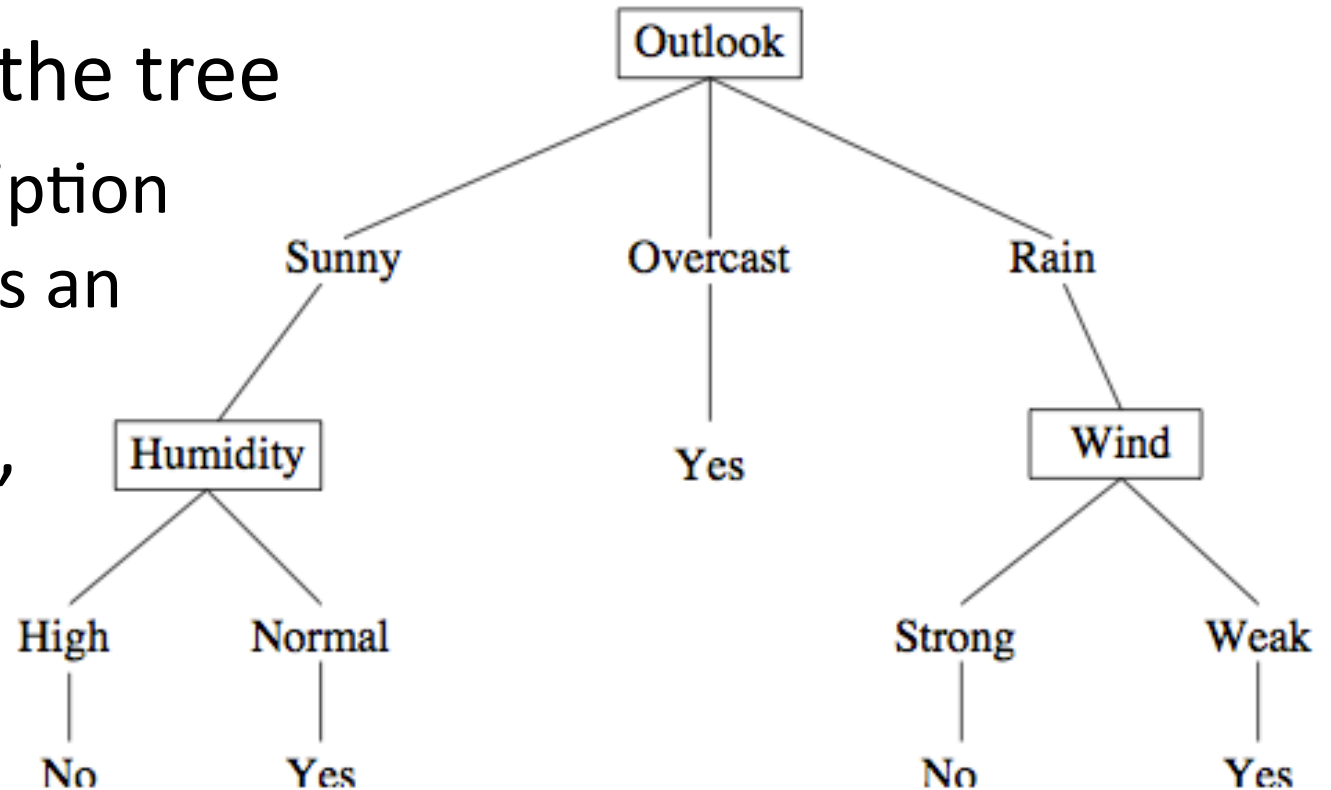 the tree
iption
s an
,
Outlook
Sunny Overcast Rain
Humidity Yes Wind
High Normal Strong Weak
No Yes No Yes